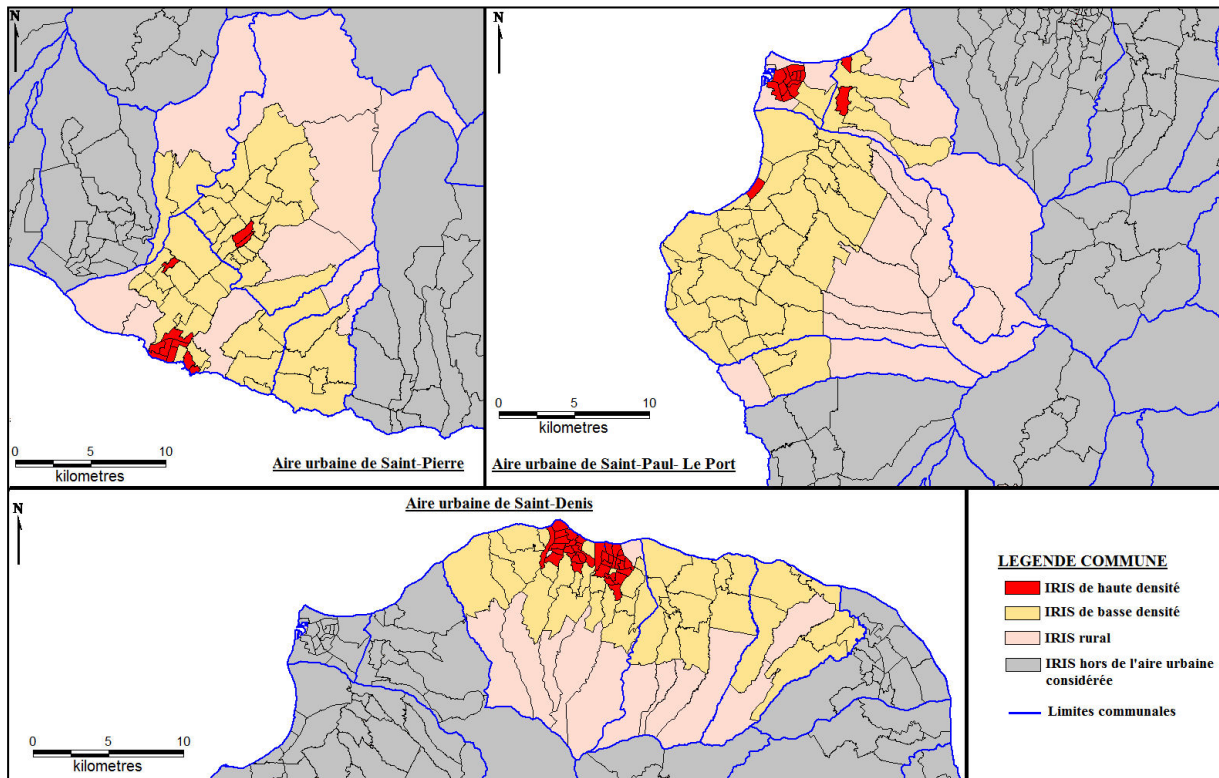 N
0 5 10
kilometres
Aire urbaine de Saint-Pierre
N
0 5 10
kilometres
Aire urbaine de Saint-Paul- Le Port
N
Aire urbaine de Saint-Denis
0 5 10
kilometres
LEGENDE COMMUNE
IRIS de haute densité
IRIS de basse densité
IRIS rural
IRIS hors de l'aire urbaine
considérée
Limites communales